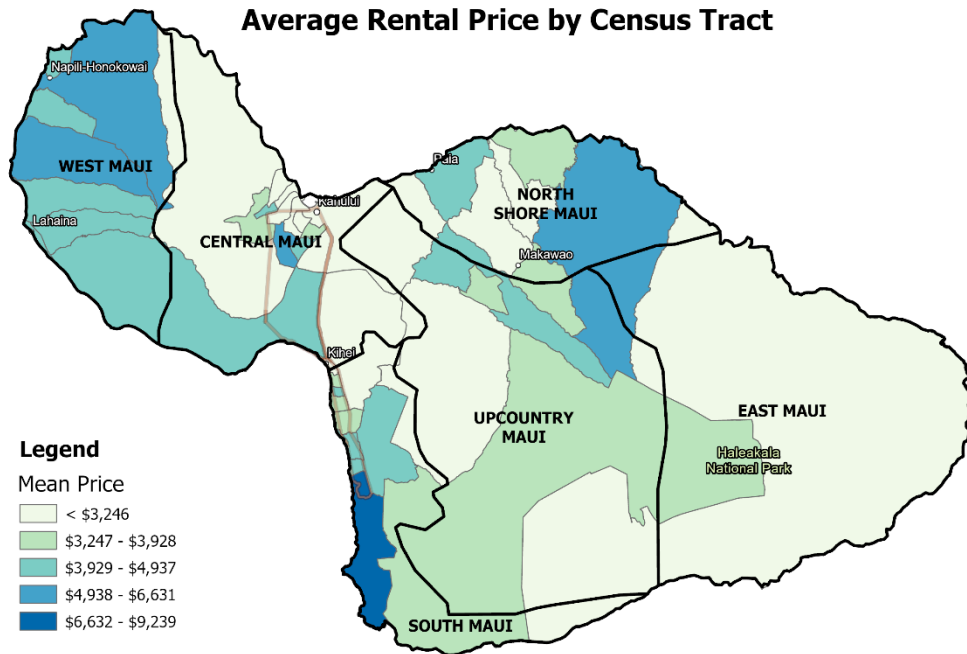 Average Rental Price by Census Tract
Napili-Honokowai
WEST MAUI
Lahaina
Kahului
CENTRAL MAUI
Paia
NORTH
SHORE MAUI
Makawao
Kihei
UPCOUNTRY
MAUI
EAST MAUI
Haleakala
National Park
SOUTH MAUI
Legend
Mean Price
< $3,246
$3,247 - $3,928
$3,929 - $4,937
$4,938 - $6,631
$6,632 - $9,239